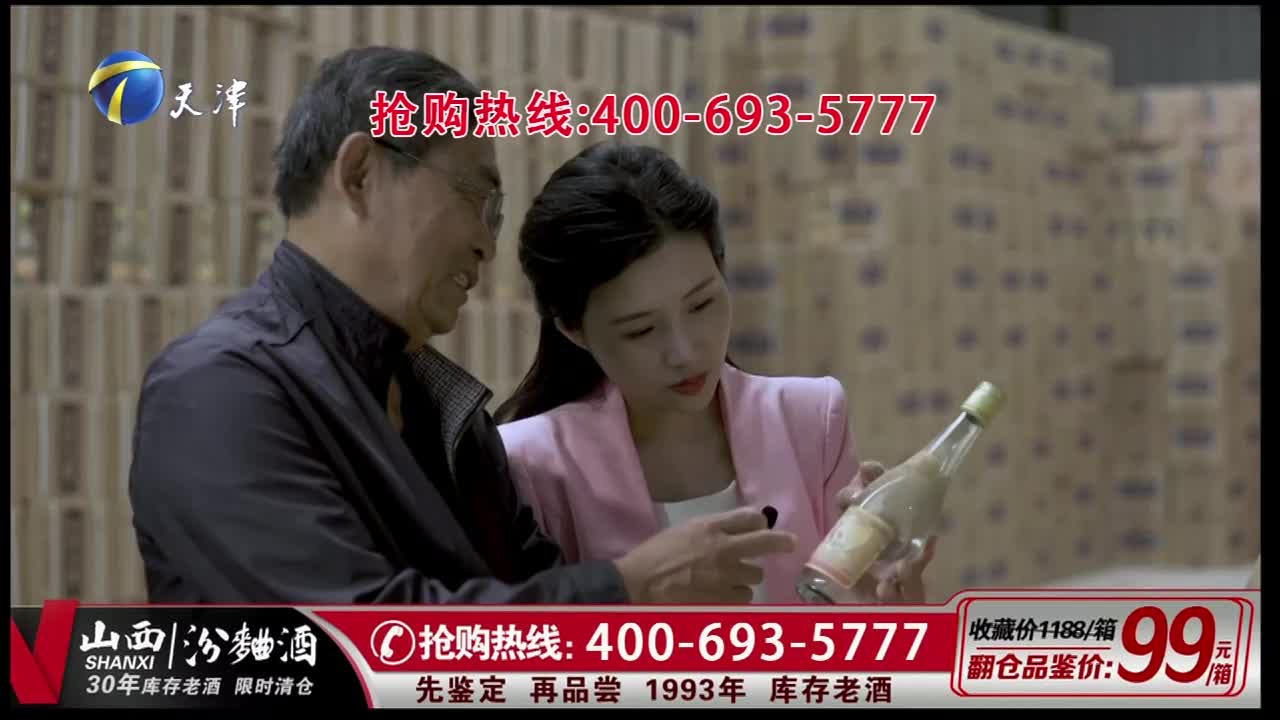 天津
抢购热线:400-693-5777
山西 汾麯酒
SHANXI
30年库存老酒 限时清仓
抢购热线: 400-693-5777
先鉴定 再品尝 1993年 库存老酒
收藏价1188/箱
翻仓品鉴价: 99元/箱